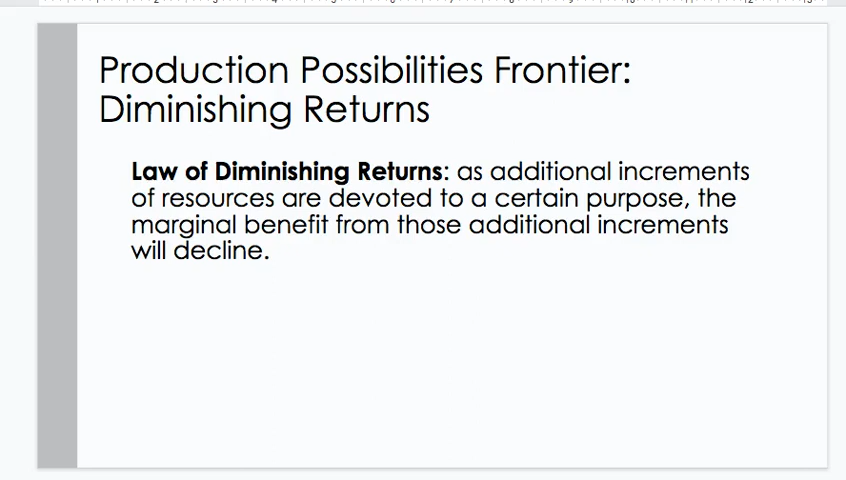 Production Possibilities Frontier:
Diminishing Returns
Law of Diminishing Returns: as additional increments
of resources are devoted to a certain purpose, the
marginal benefit from those additional increments
will decline.